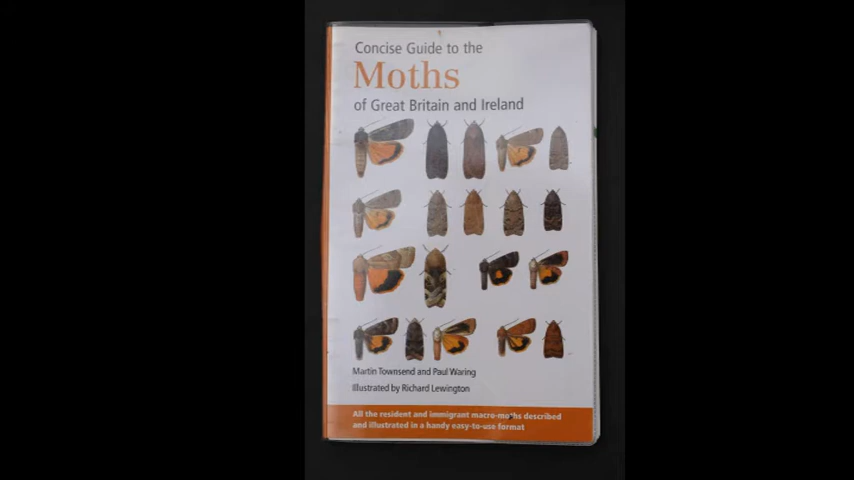 Concise Guide to the
Moths
of Great Britain and Ireland
Martin Townsend and Paul Waring
Illustrated by Richard Lewington
All the resident and immigrant macro-moths described
and illustrated in a handy easy-to-use format